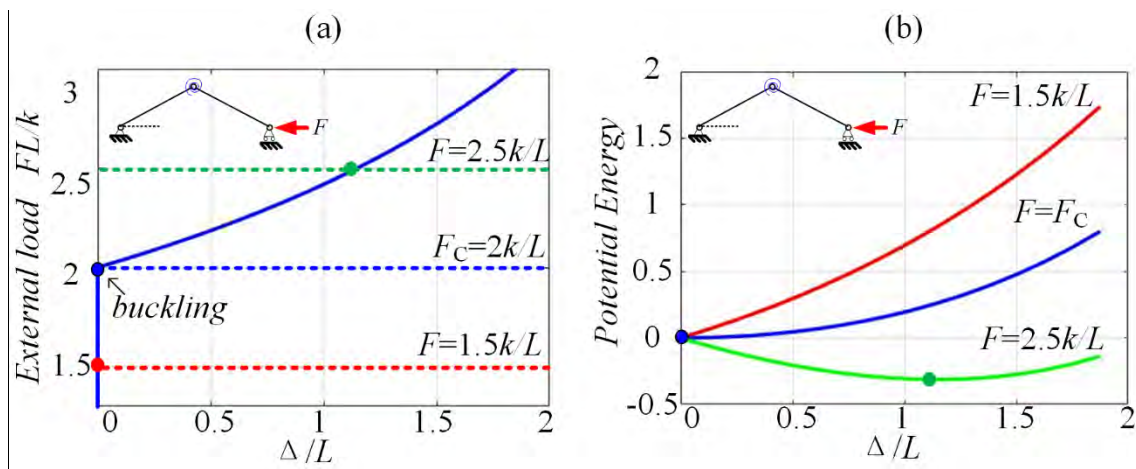 (a)
External load FL/k
3
2.5
2
1.5
F
F=2.5k/L
F_C=2k/L
buckling
F=1.5k/L
0 0.5 1 1.5 2
Δ/L
(b)
Potential Energy
2
1.5
1
0.5
0
-0.5
F
F=1.5k/L
F=F_C
F=2.5k/L
0 0.5 1 1.5 2
Δ/L